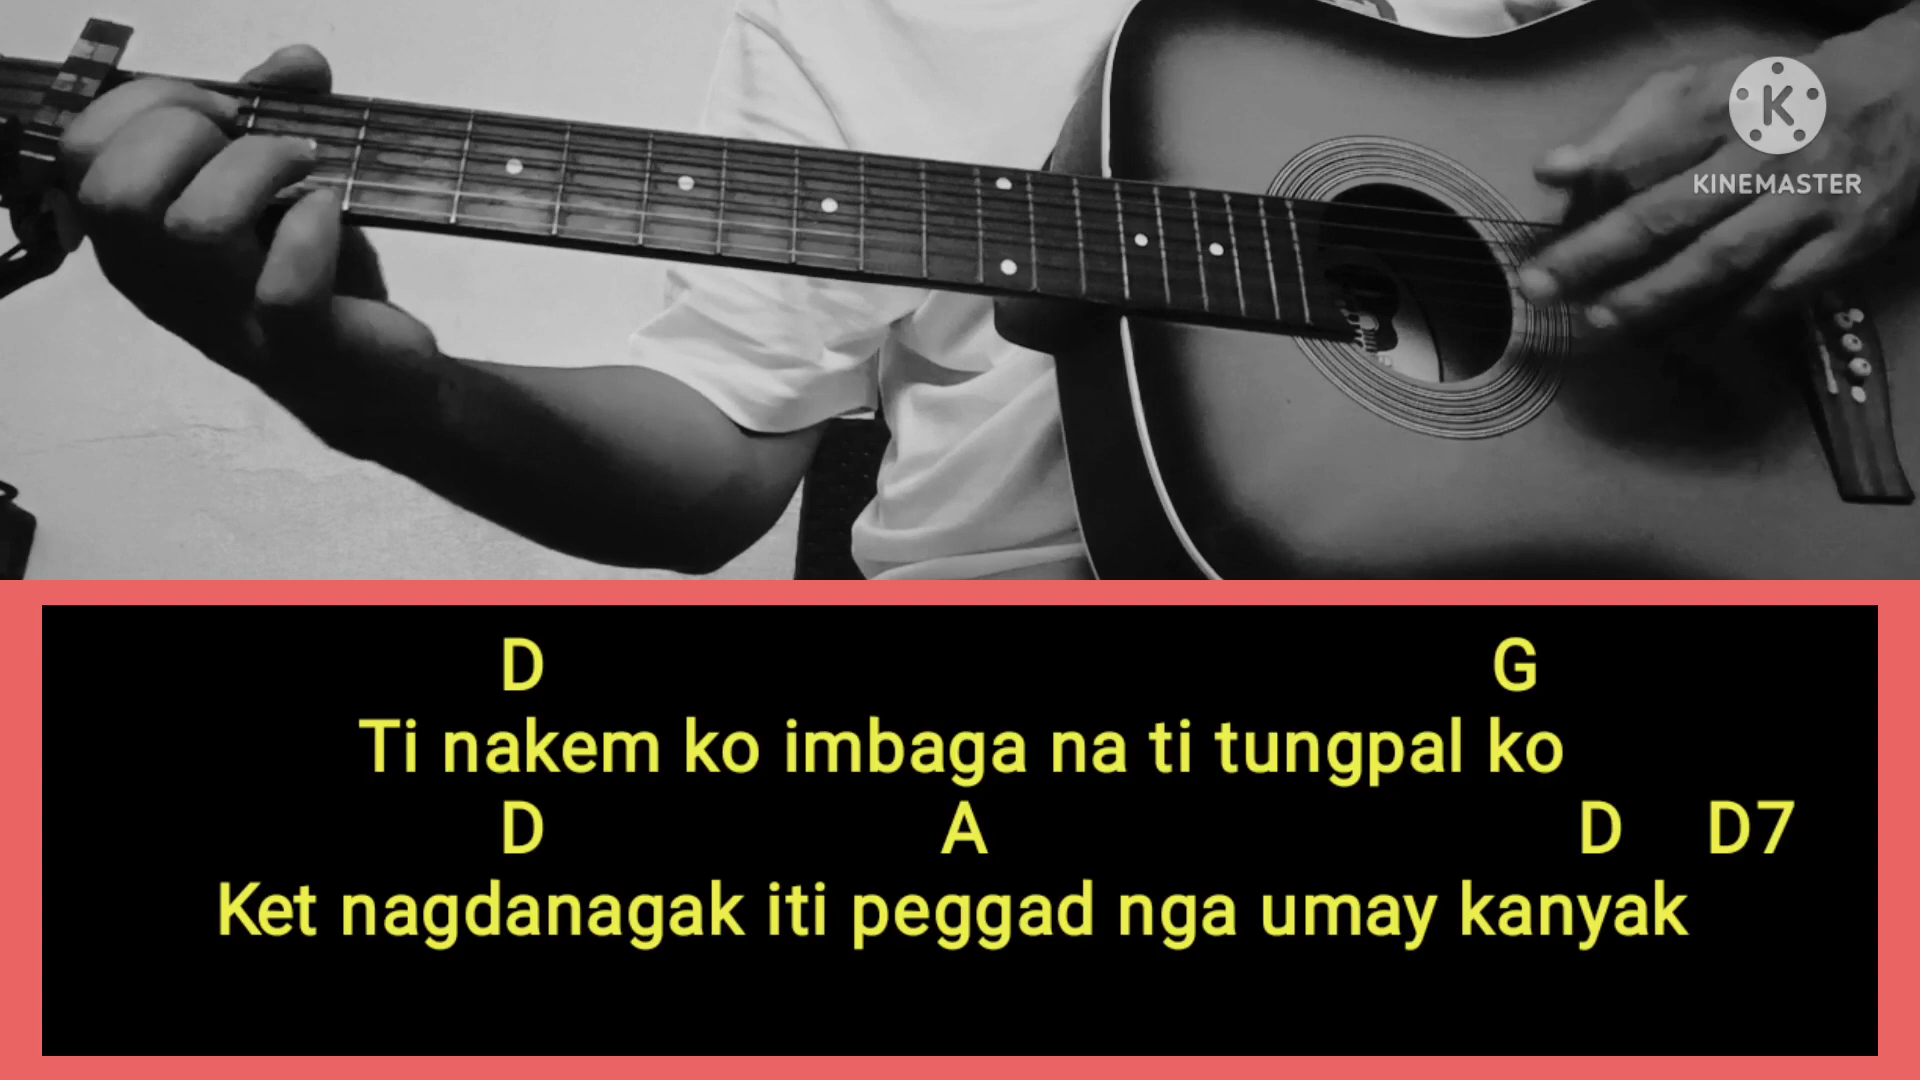 K
KINEMASTER
D G
Ti nakem ko imbaga na ti tungpal ko
D A D D7
Ket nagdanagak iti peggad nga umay kanyak